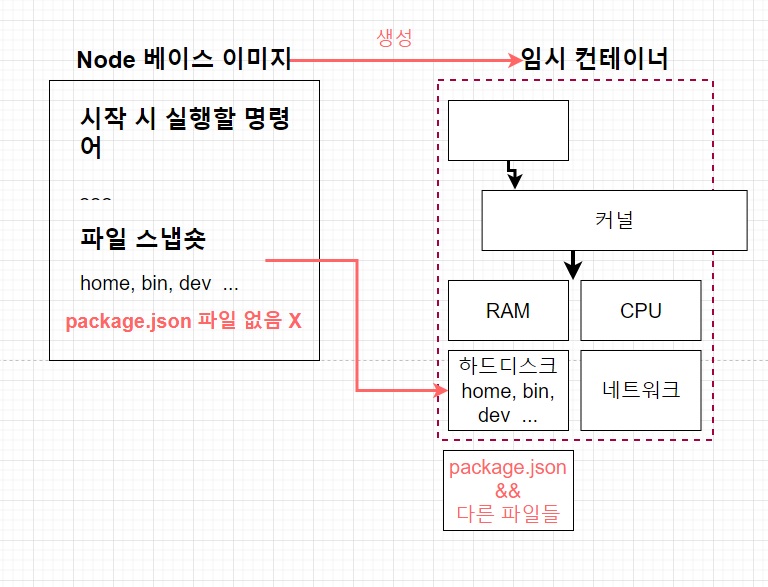 생성
Node 베이스 이미지
임시 컨테이너
시작 시 실행할 명령
어
파일 스냅숏
home, bin, dev ...
package.json 파일 없음 X
커널
RAM
CPU
하드디스크
home, bin,
dev ...
네트워크
package.json
&&
다른 파일들